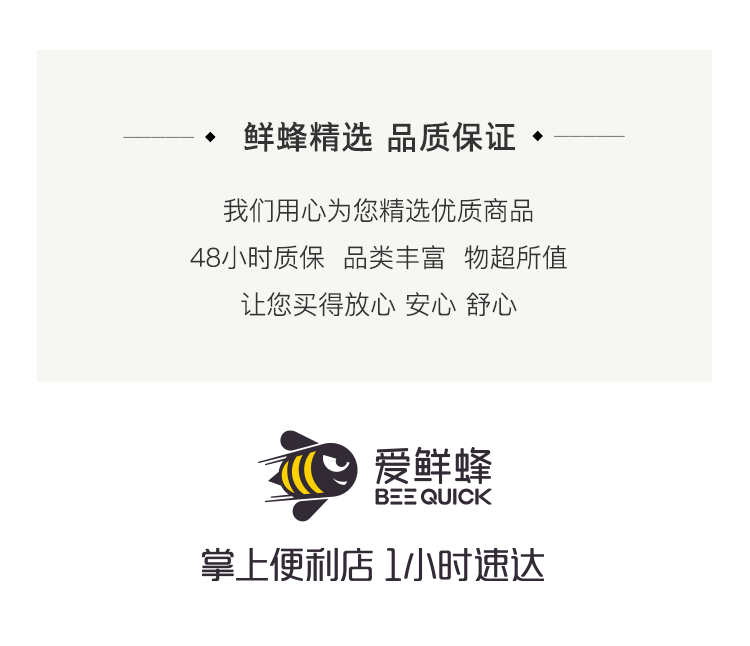 鲜蜂精选 品质保证
我们用心为您精选优质商品
48小时质保 品类丰富 物超所值
让您买得放心 安心 舒心
爱鲜蜂
BEE QUICK
掌上便利店 1小时速达